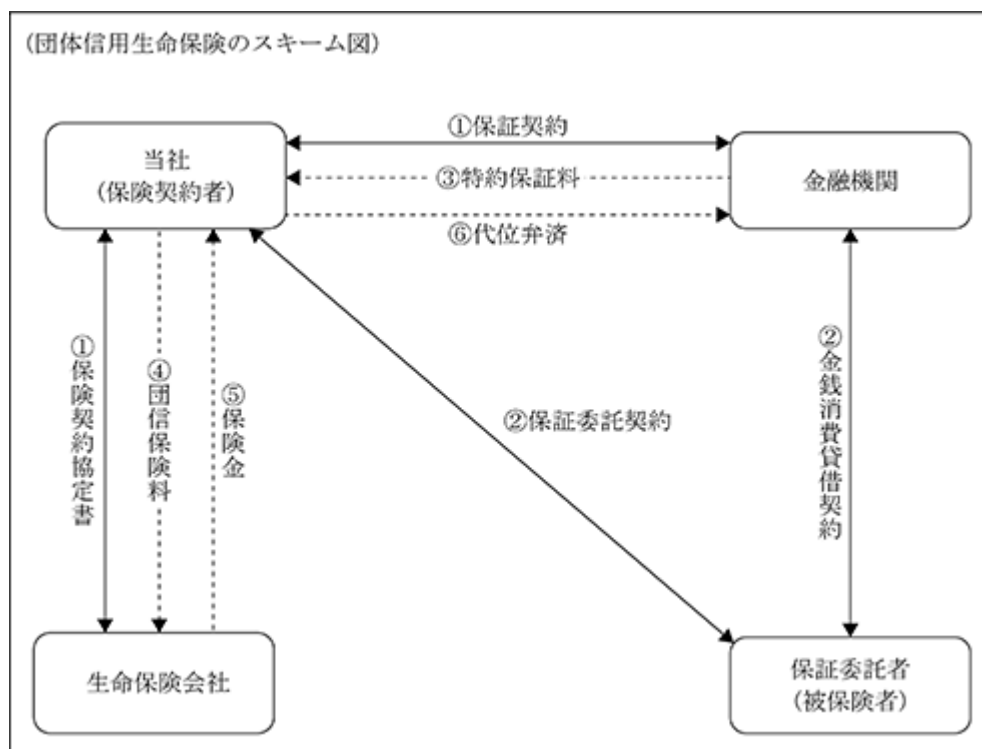 (団体信用生命保険のスキーム図)
当社
(保険契約者)
①保証契約
③特約保証料
⑥代位弁済
金融機関
①保険契約協定書
④団信保険料
⑤保険金
②保証委託契約
②金銭消費貸借契約
生命保険会社
保証委託者
(被保険者)